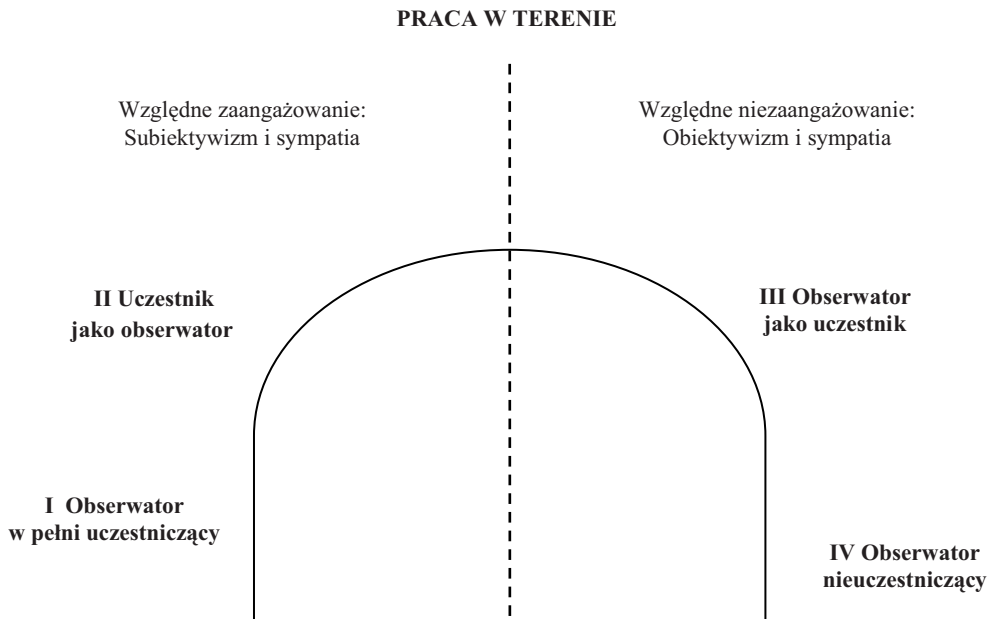 PRACA W TERENIE
Względne zaangażowanie:
Subiektywizm i sympatia
Względne niezaangażowanie:
Obiektywizm i sympatia
II Uczestnik
jako obserwator
III Obserwator
jako uczestnik
I Obserwator
w pełni uczestniczący
IV Obserwator
nieuczestniczący